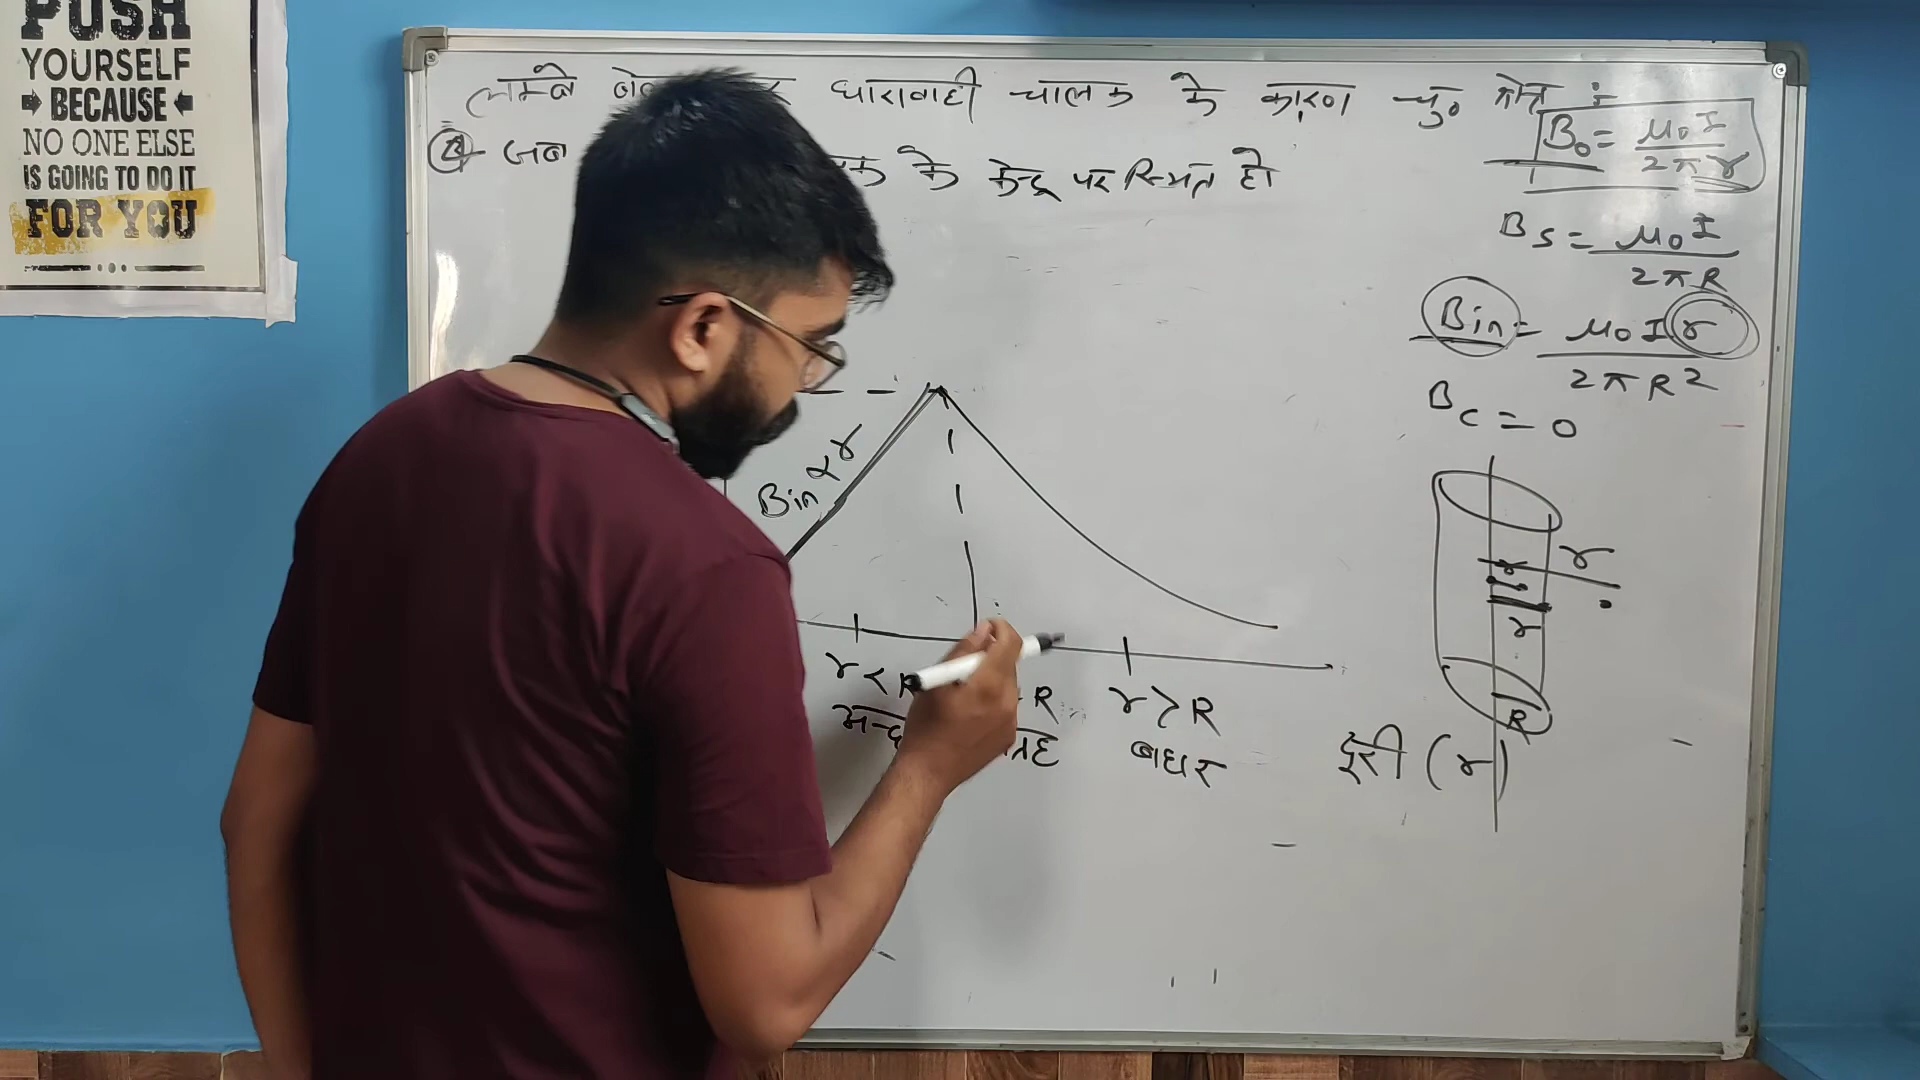 PUSH
YOURSELF
BECAUSE
NO ONE ELSE
IS GOING TO DO IT
FOR YOU
लम्बे धारावाही चालक के कारण चु० क्षेत्र :-
④ जब के केन्द्र पर स्थित हो
B₀ = μ₀I / 2πr
Bs = μ₀I / 2πR
Bin = μ₀Ir / 2πR²
Bc = 0
Bin ∝ r
r < R
R
r > R
बाहर
दूरी (r)
r
r
R